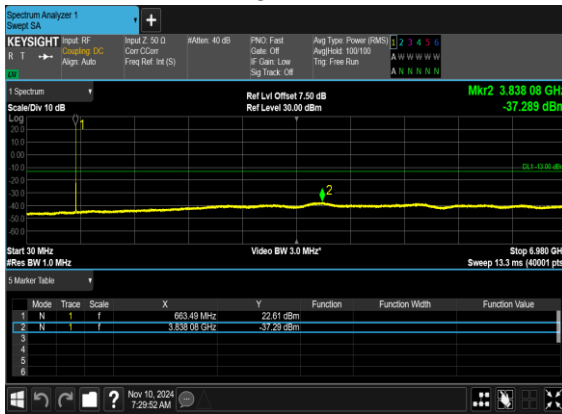 Spectrum Analyzer 1
Swept SA
+
KEYSIGHT Input: RF Input Z: 50 Ω #Atten: 40 dB PNO: Fast Avg Type: Power (RMS) 1 2 3 4 5 6
R T Coupling: DC Corr CCorr Gate: Off Avg|Hold: 100/100 A W W W W W
Align: Auto Freq Ref: Int (S) IF Gain: Low Trig: Free Run
Sig Track: Off A N N N N N
1 Spectrum Ref Lvl Offset 7.50 dB Mkr2 3.838 08 GHz
Scale/Div 10 dB Ref Level 30.00 dBm -37.289 dBm
Log
1
20.0
10.0
0.00
-10.0 DL1 -13.00 dB
-20.0
-30.0 2
-40.0
-50.0
-60.0
Start 30 MHz Video BW 3.0 MHz* Stop 6.980 GH
#Res BW 1.0 MHz Sweep 13.3 ms (40001 pts
5 Marker Table
Mode Trace Scale X Y Function Function Width Function Value
1 N 1 f 663.49 MHz 22.61 dBm
2 N 1 f 3.838 08 GHz -37.29 dBm
3
4
5
6
? Nov 10, 2024
7:29:52 AM